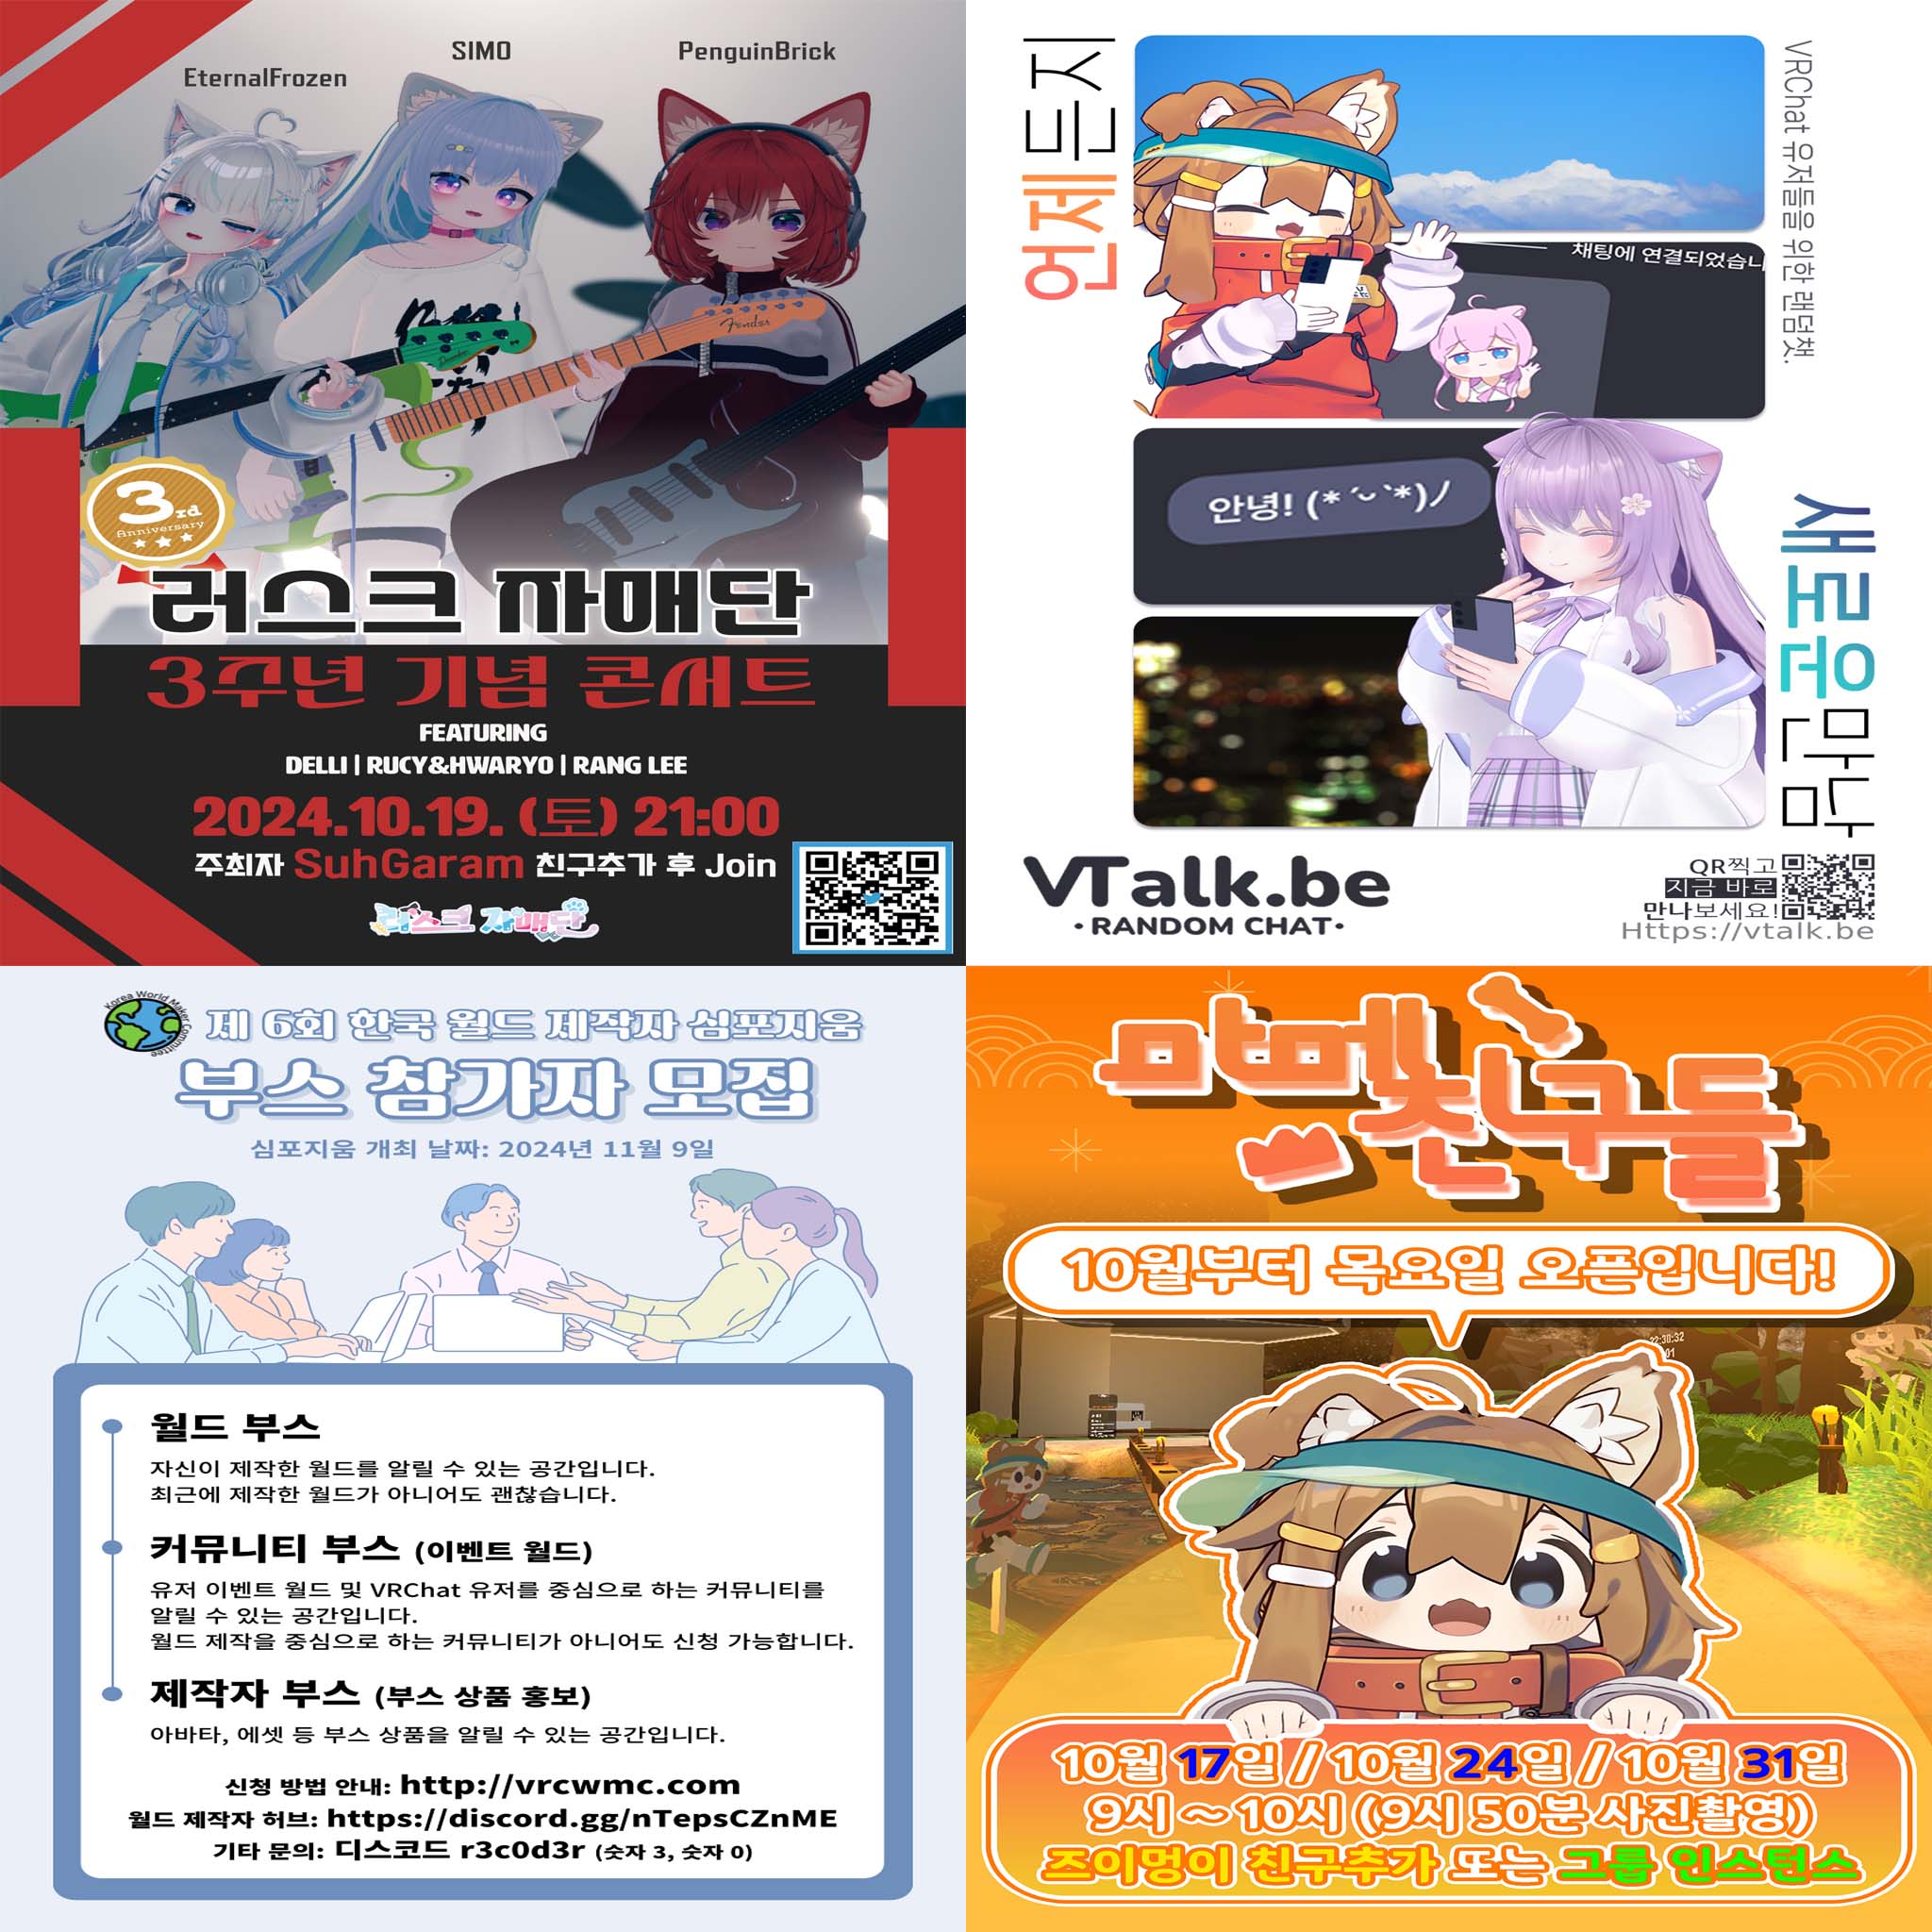 EternalFrozen
SIMO
PenguinBrick
Fender
3rd
Anniversary
러스크 자매단
3주년 기념 콘서트
FEATURING
DELLI | RUCY&HWARYO | RANG LEE
2024.10.19. (토) 21:00
주최자 SuhGaram 친구추가 후 Join
러스크 자매단
언제든지
VRChat 유저들을 위한 랜덤챗.
채팅에 연결되었습니
안녕! (*ˊᵕˋ*)ﾉ
새로운만남
VTalk.be
·RANDOM CHAT·
QR찍고
지금 바로
만나보세요!
Https://vtalk.be
Korea World Maker Committee
제 6회 한국 월드 제작자 심포지움
부스 참가자 모집
심포지움 개최 날짜: 2024년 11월 9일
월드 부스
자신이 제작한 월드를 알릴 수 있는 공간입니다.
최근에 제작한 월드가 아니어도 괜찮습니다.
커뮤니티 부스 (이벤트 월드)
유저 이벤트 월드 및 VRChat 유저를 중심으로 하는 커뮤니티를
알릴 수 있는 공간입니다.
월드 제작을 중심으로 하는 커뮤니티가 아니어도 신청 가능합니다.
제작자 부스 (부스 상품 홍보)
아바타, 에셋 등 부스 상품을 알릴 수 있는 공간입니다.
신청 방법 안내: http://vrcwmc.com
월드 제작자 허브: https://discord.gg/nTepsCZnME
기타 문의: 디스코드 r3c0d3r (숫자 3, 숫자 0)
마멘친구들
10월부터 목요일 오픈입니다!
22:30:32
10월 17일 / 10월 24일 / 10월 31일
9시 ~ 10시 (9시 50분 사진촬영)
즈이멍이 친구추가 또는 그룹 인스턴스